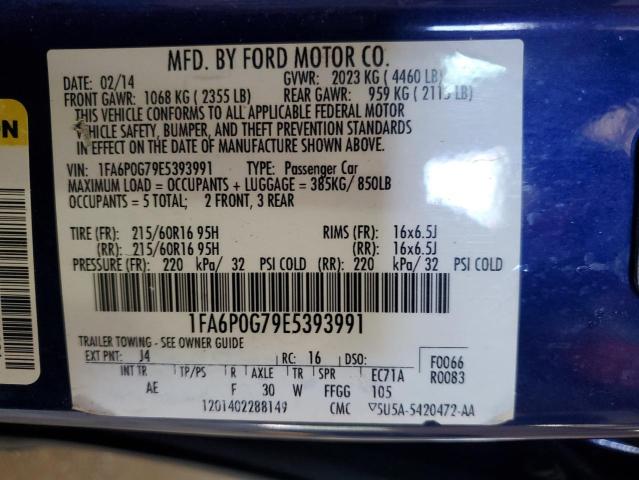 MFD. BY FORD MOTOR CO.
DATE: 02/14 GVWR: 2023 KG ( 4460 LB)
FRONT GAWR: 1068 KG ( 2355 LB) REAR GAWR: 959 KG ( 2115 LB)
THIS VEHICLE CONFORMS TO ALL APPLICABLE FEDERAL MOTOR
VEHICLE SAFETY, BUMPER, AND THEFT PREVENTION STANDARDS
IN EFFECT ON THE DATE OF MANUFACTURE SHOWN ABOVE.
VIN: 1FA6P0G79E5393991 TYPE: Passenger Car
MAXIMUM LOAD = OCCUPANTS + LUGGAGE = 385KG/ 850LB
OCCUPANTS = 5 TOTAL; 2 FRONT, 3 REAR
TIRE (FR): 215/60R16 95H RIMS (FR): 16x6.5J
(RR): 215/60R16 95H (RR): 16x6.5J
PRESSURE (FR): 220 kPa/ 32 PSI COLD (RR): 220 kPa/ 32 PSI COLD
1FA6P0G79E5393991
TRAILER TOWING - SEE OWNER GUIDE
EXT PNT: J4 RC: 16 DSO: F0066
INT TR TP/PS R AXLE TR SPR EC71A R0083
AE F 30 W FFGG 105
1201402288149 CMC ▽5U5A-5420472-AA